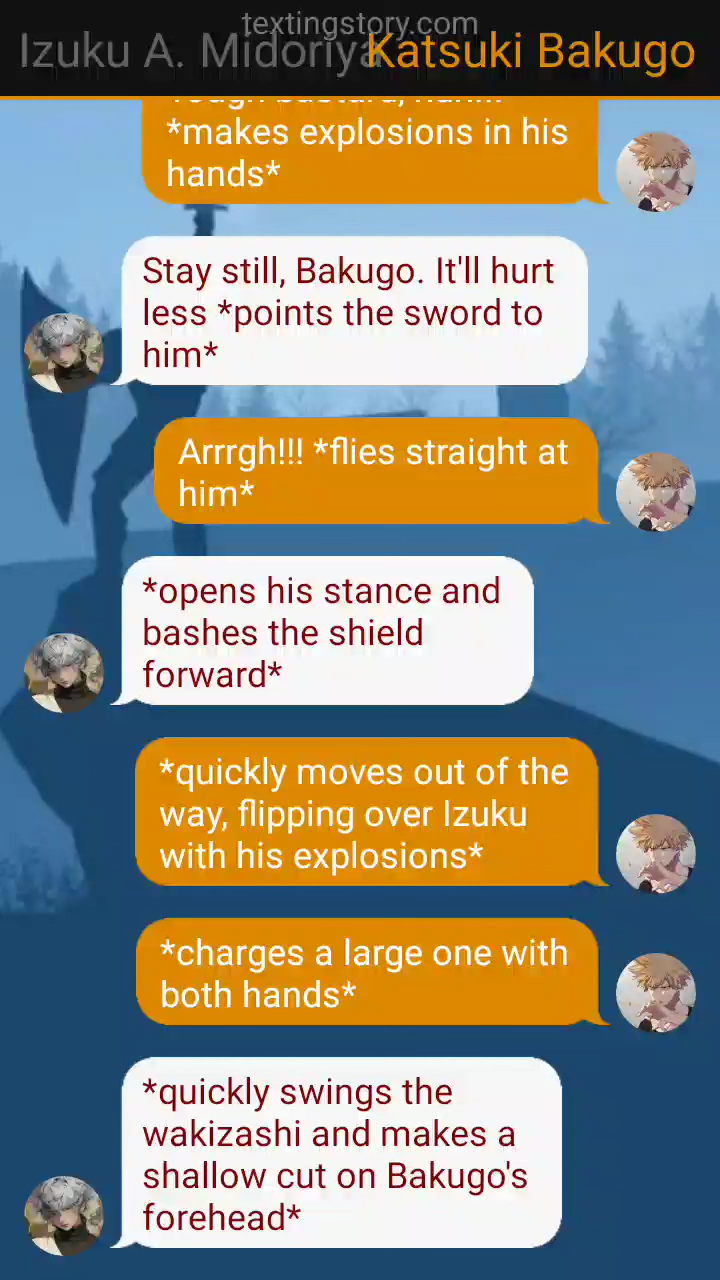 textingstory.com
Izuku A. Midoriya Katsuki Bakugo
*makes explosions in his
hands*
Stay still, Bakugo. It'll hurt
less *points the sword to
him*
Arrrgh!!! *flies straight at
him*
*opens his stance and
bashes the shield
forward*
*quickly moves out of the
way, flipping over Izuku
with his explosions*
*charges a large one with
both hands*
*quickly swings the
wakizashi and makes a
shallow cut on Bakugo's
forehead*